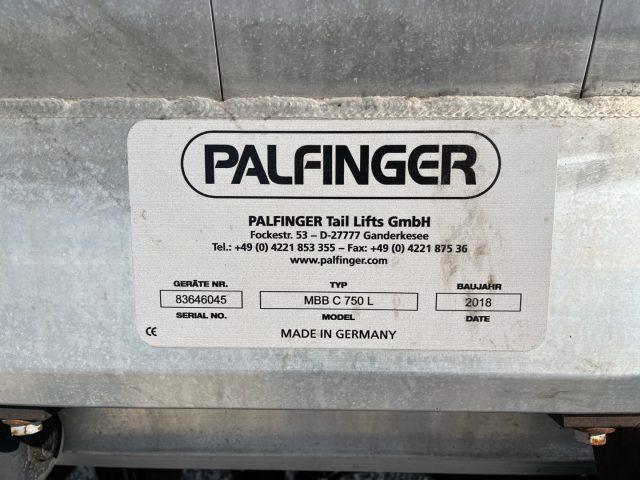 PALFINGER
PALFINGER Tail Lifts GmbH
Fockestr. 53 – D-27777 Ganderkesee
Tel.: +49 (0) 4221 853 355 – Fax: +49 (0) 4221 875 36
www.palfinger.com
GERÄTE NR. TYP BAUJAHR
83646045 MBB C 750 L 2018
SERIAL NO. MODEL DATE
CE MADE IN GERMANY